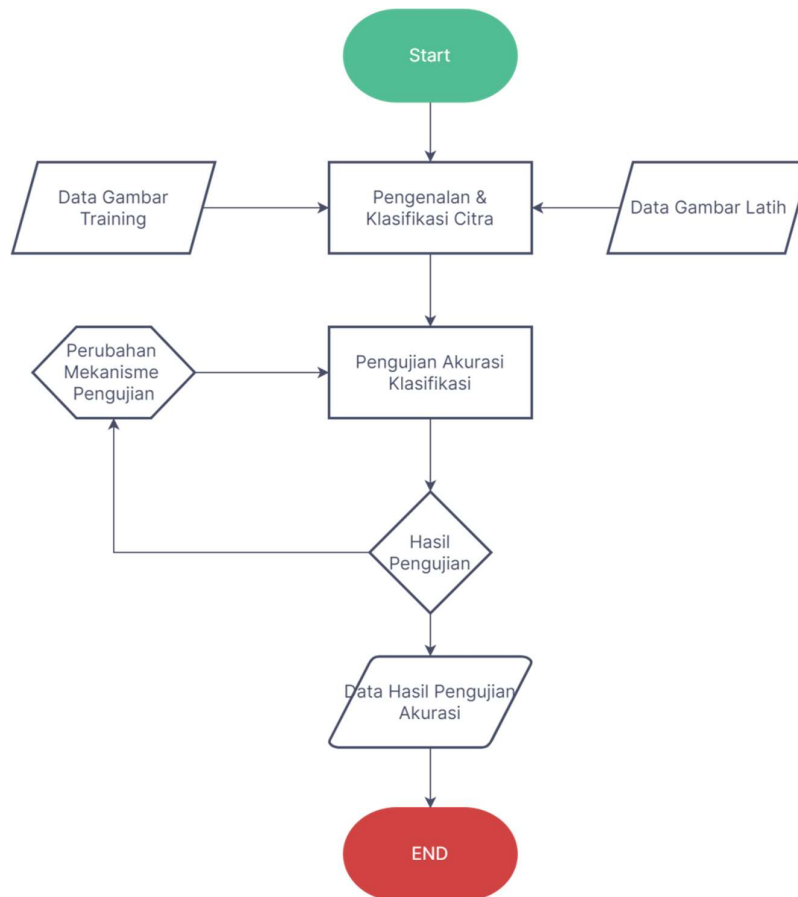 Start
Data Gambar
Training
Pengenalan &
Klasifikasi Citra
Data Gambar Latih
Perubahan
Mekanisme
Pengujian
Pengujian Akurasi
Klasifikasi
Hasil
Pengujian
Data Hasil Pengujian
Akurasi
END